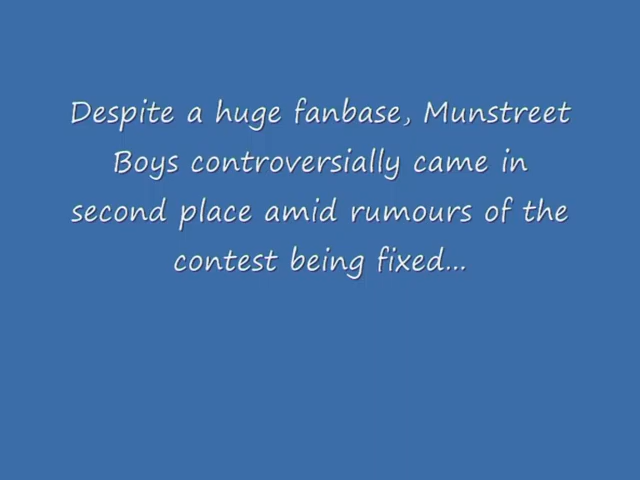 Despite a huge fanbase, Munstreet
Boys controversially came in
second place amid rumours of the
contest being fixed...